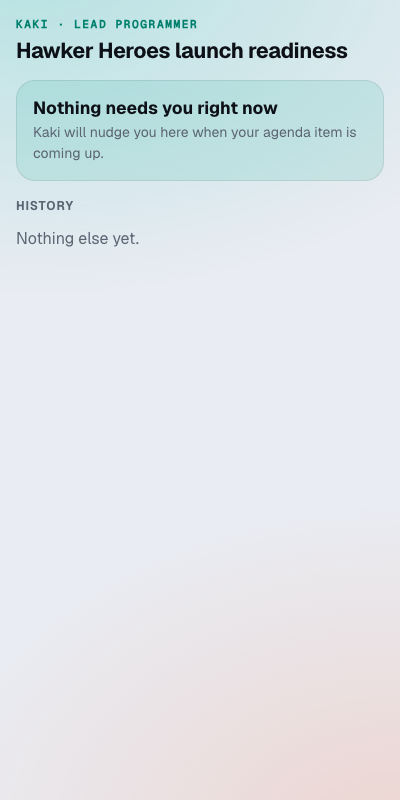 KAKI · LEAD PROGRAMMER
Hawker Heroes launch readiness
Nothing needs you right now
Kaki will nudge you here when your agenda item is
coming up.
HISTORY
Nothing else yet.